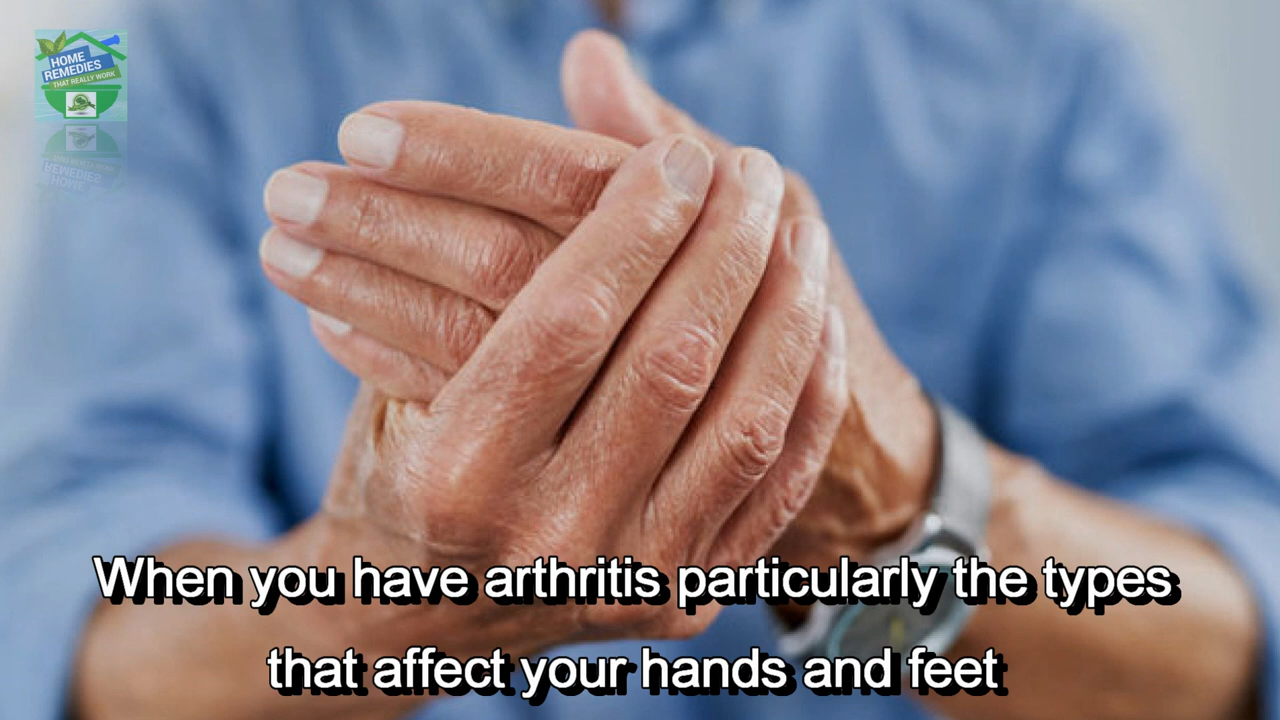 HOME
REMEDIES
THAT REALLY WORK
When you have arthritis particularly the types
that affect your hands and feet